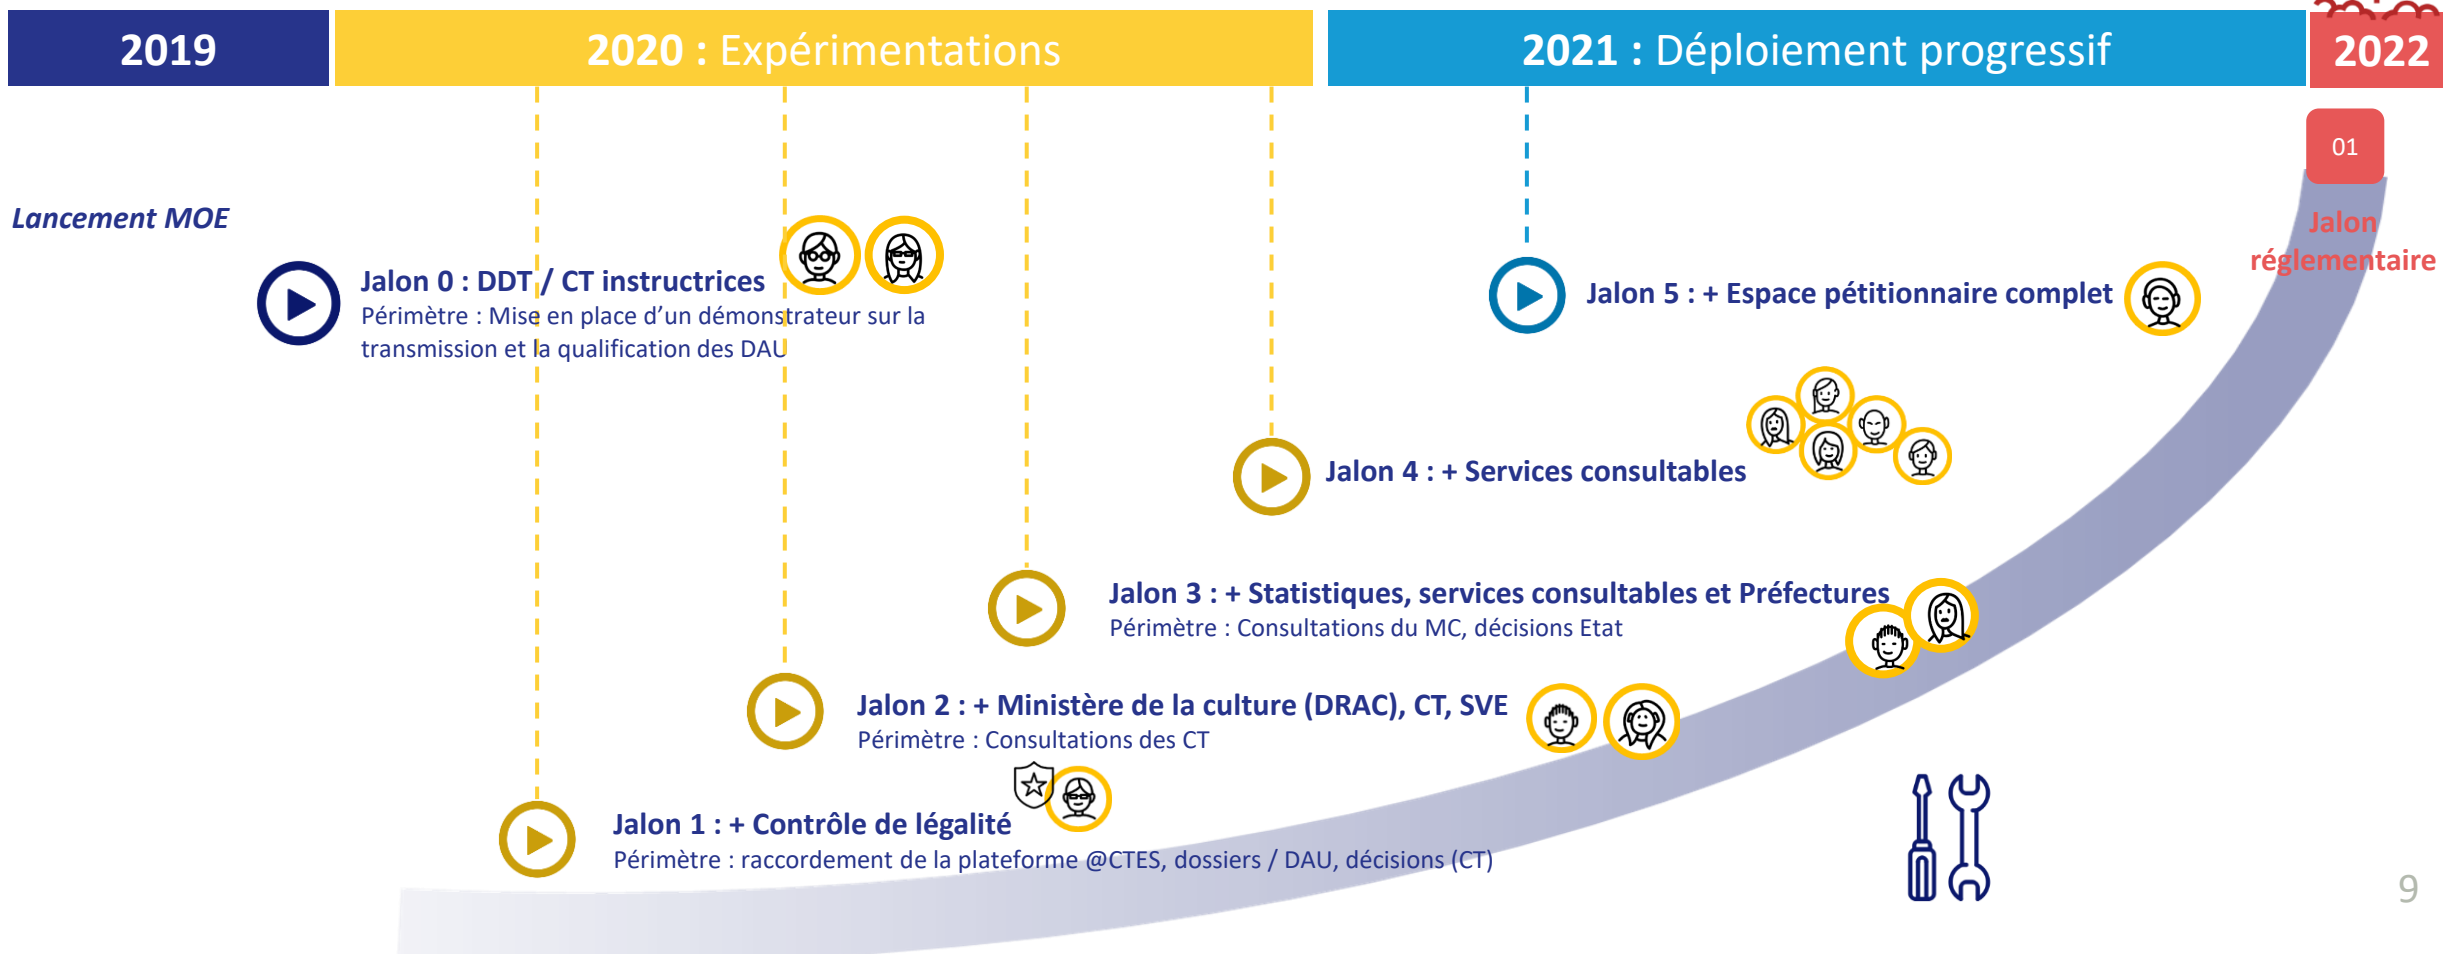 2019
2020 : Expérimentations
2021 : Déploiement progressif
2022
01
Jalon
réglementaire
Lancement MOE
Jalon 0 : DDT / CT instructrices
Périmètre : Mise en place d’un démonstrateur sur la
transmission et la qualification des DAU
Jalon 5 : + Espace pétitionnaire complet
Jalon 4 : + Services consultables
Jalon 3 : + Statistiques, services consultables et Préfectures
Périmètre : Consultations du MC, décisions Etat
Jalon 2 : + Ministère de la culture (DRAC), CT, SVE
Périmètre : Consultations des CT
Jalon 1 : + Contrôle de légalité
Périmètre : raccordement de la plateforme @CTES, dossiers / DAU, décisions (CT)
9